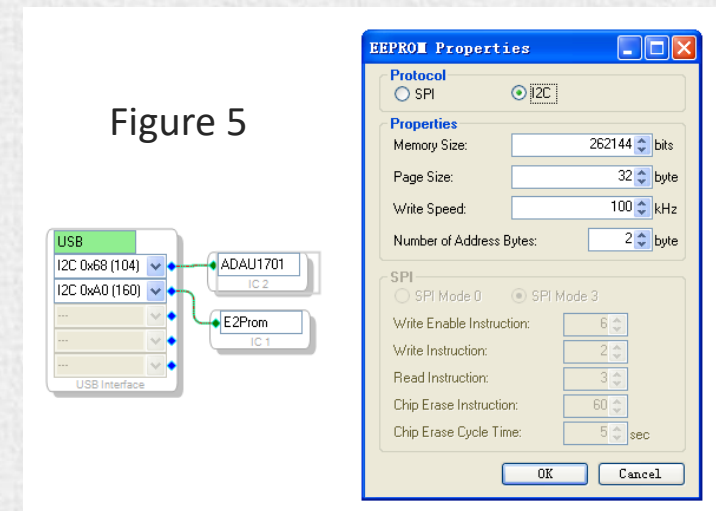 Figure 5
USB
I2C 0x68 (104)
I2C 0xA0 (160)
---
---
---
USB Interface
ADAU1701
IC 2
E2Prom
IC 1
EEPROM Properties
Protocol
SPI I2C
Properties
Memory Size: 262144 bits
Page Size: 32 byte
Write Speed: 100 kHz
Number of Address Bytes: 2 byte
SPI
SPI Mode 0 SPI Mode 3
Write Enable Instruction: 6
Write Instruction: 2
Read Instruction: 3
Chip Erase Instruction: 60
Chip Erase Cycle Time: 5 sec
OK Cancel